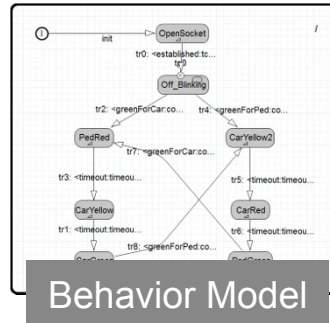 /
init
OpenSocket
tr0: <established:tc...
Off_Blinking
tr2: <greenForCar:co...
tr4: <greenForPed:co...
PedRed
CarYellow2
tr7: <greenForCar:co...
tr3: <timeout:timeou...
tr5: <timeout:timeou...
CarYellow
CarRed
tr1: <timeout:timeou...
tr6: <timeout:timeou...
tr8: <greenForPed:co...
Behavior Model